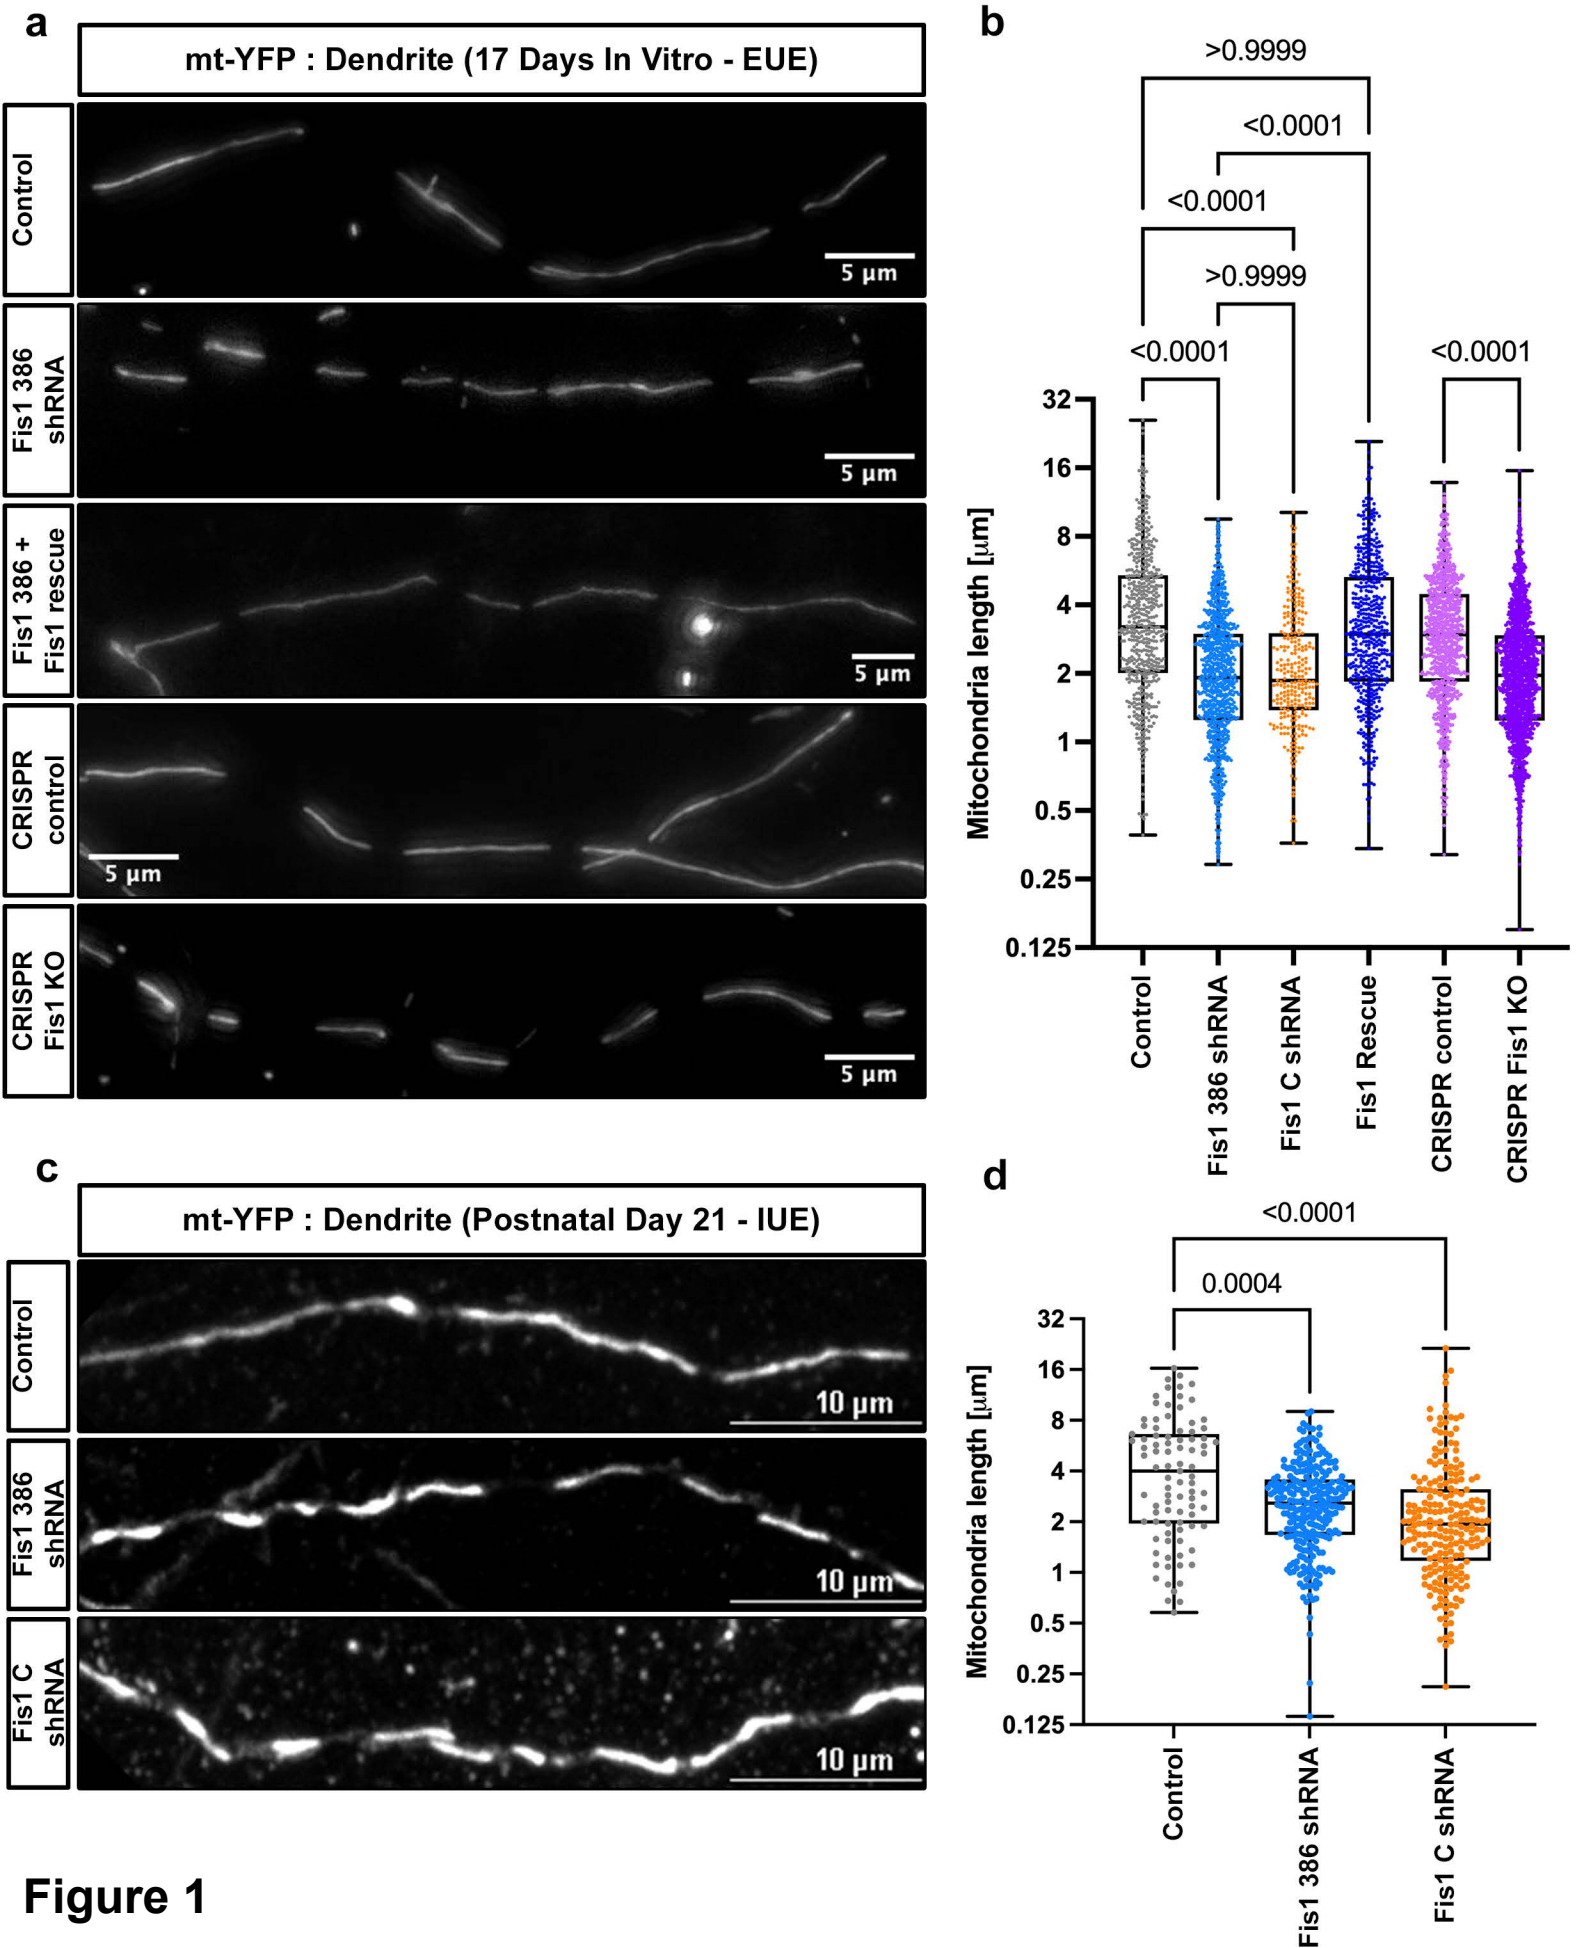 a
mt-YFP : Dendrite (17 Days In Vitro - EUE)
Control
5 µm
Fis1 386
shRNA
5 µm
Fis1 386 +
Fis1 rescue
5 µm
CRISPR
control
5 µm
CRISPR
Fis1 KO
5 µm
b
>0.9999
<0.0001
<0.0001
>0.9999
<0.0001
<0.0001
Mitochondria length [µm]
32
16
8
4
2
1
0.5
0.25
0.125
Control
Fis1 386 shRNA
Fis1 C shRNA
Fis1 Rescue
CRISPR control
CRISPR Fis1 KO
c
mt-YFP : Dendrite (Postnatal Day 21 - IUE)
Control
10 µm
Fis1 386
shRNA
10 µm
Fis1 C
shRNA
10 µm
d
<0.0001
0.0004
Mitochondria length [µm]
32
16
8
4
2
1
0.5
0.25
0.125
Control
Fis1 386 shRNA
Fis1 C shRNA
Figure 1